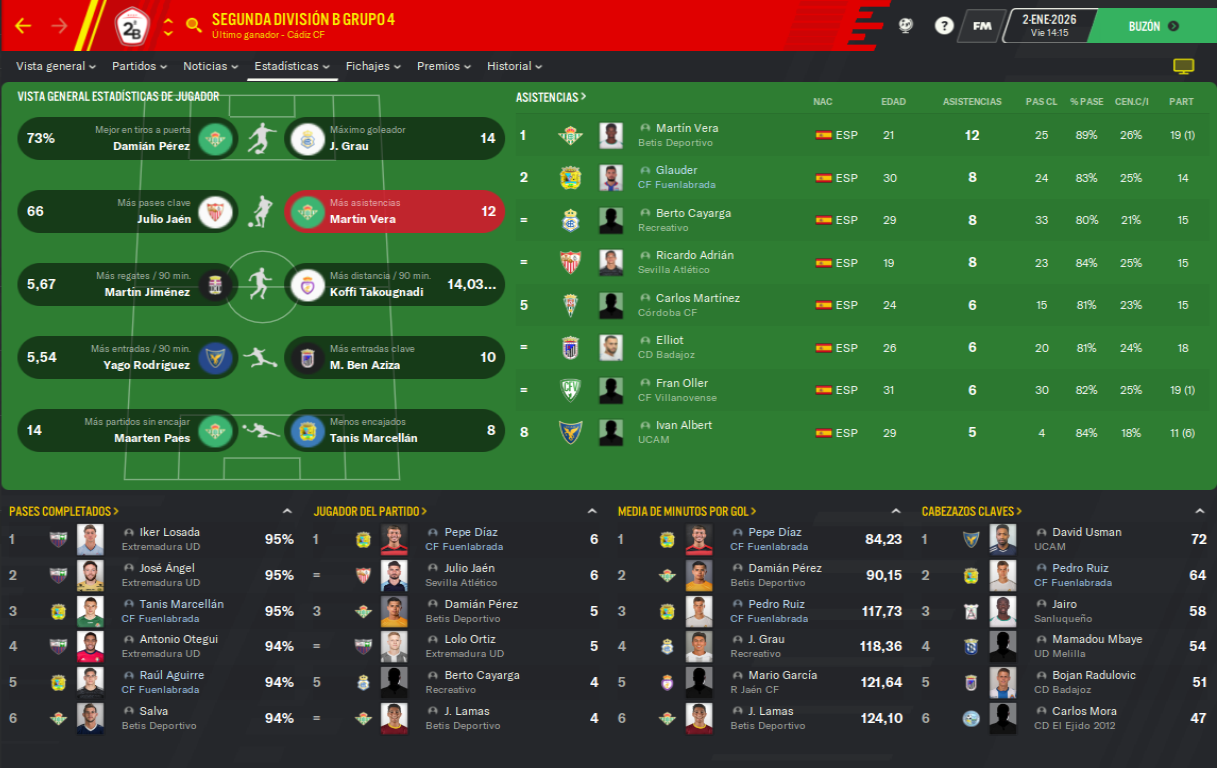 SEGUNDA DIVISIÓN B GRUPO 4
Último ganador - Cádiz CF
2ª B
FM
2-ENE-2026
Vie 14:15
BUZÓN
Vista general Partidos Noticias Estadísticas Fichajes Premios Historial
VISTA GENERAL ESTADÍSTICAS DE JUGADOR
73% Mejor en tiros a puerta
Damián Pérez
Máximo goleador
J. Grau 14
66 Más pases clave
Julio Jaén
Más asistencias
Martín Vera 12
5,67 Más regates / 90 min.
Martín Jiménez
Más distancia / 90 min.
Koffi Takougnadi 14,03...
5,54 Más entradas / 90 min.
Yago Rodríguez
Más entradas clave
M. Ben Aziza 10
14 Más partidos sin encajar
Maarten Paes
Menos encajados
Tanis Marcellán 8
ASISTENCIAS > NAC EDAD ASISTENCIAS PAS CL % PASE CEN.C/I PART
1 Martín Vera ESP 21 12 25 89% 26% 19 (1)
Betis Deportivo
2 Glauder ESP 30 8 24 83% 25% 14
CF Fuenlabrada
= Berto Cayarga ESP 29 8 33 80% 21% 15
Recreativo
= Ricardo Adrián ESP 19 8 23 84% 25% 15
Sevilla Atlético
5 Carlos Martínez ESP 24 6 15 81% 23% 15
Córdoba CF
= Elliot ESP 26 6 20 81% 24% 18
CD Badajoz
= Fran Oller ESP 31 6 30 82% 25% 19 (1)
CF Villanovense
8 Ivan Albert ESP 29 5 4 84% 18% 11 (6)
UCAM
PASES COMPLETADOS >
1 Iker Losada 95%
Extremadura UD
2 José Ángel 95%
Extremadura UD
3 Tanis Marcellán 95%
CF Fuenlabrada
4 Antonio Otegui 94%
Extremadura UD
5 Raúl Aguirre 94%
CF Fuenlabrada
6 Salva 94%
Betis Deportivo
JUGADOR DEL PARTIDO >
1 Pepe Díaz 6
CF Fuenlabrada
= Julio Jaén 6
Sevilla Atlético
3 Damián Pérez 5
Betis Deportivo
= Lolo Ortiz 5
Extremadura UD
5 Berto Cayarga 4
Recreativo
= J. Lamas 4
Betis Deportivo
MEDIA DE MINUTOS POR GOL >
1 Pepe Díaz 84,23
CF Fuenlabrada
2 Damián Pérez 90,15
Betis Deportivo
3 Pedro Ruiz 117,73
CF Fuenlabrada
4 J. Grau 118,36
Recreativo
5 Mario García 121,64
R Jaén CF
6 J. Lamas 124,10
Betis Deportivo
CABEZAZOS CLAVES >
1 David Usman 72
UCAM
2 Pedro Ruiz 64
CF Fuenlabrada
3 Jairo 58
Sanluqueño
4 Mamadou Mbaye 54
UD Melilla
5 Bojan Radulovic 51
CD Badajoz
6 Carlos Mora 47
CD El Ejido 2012